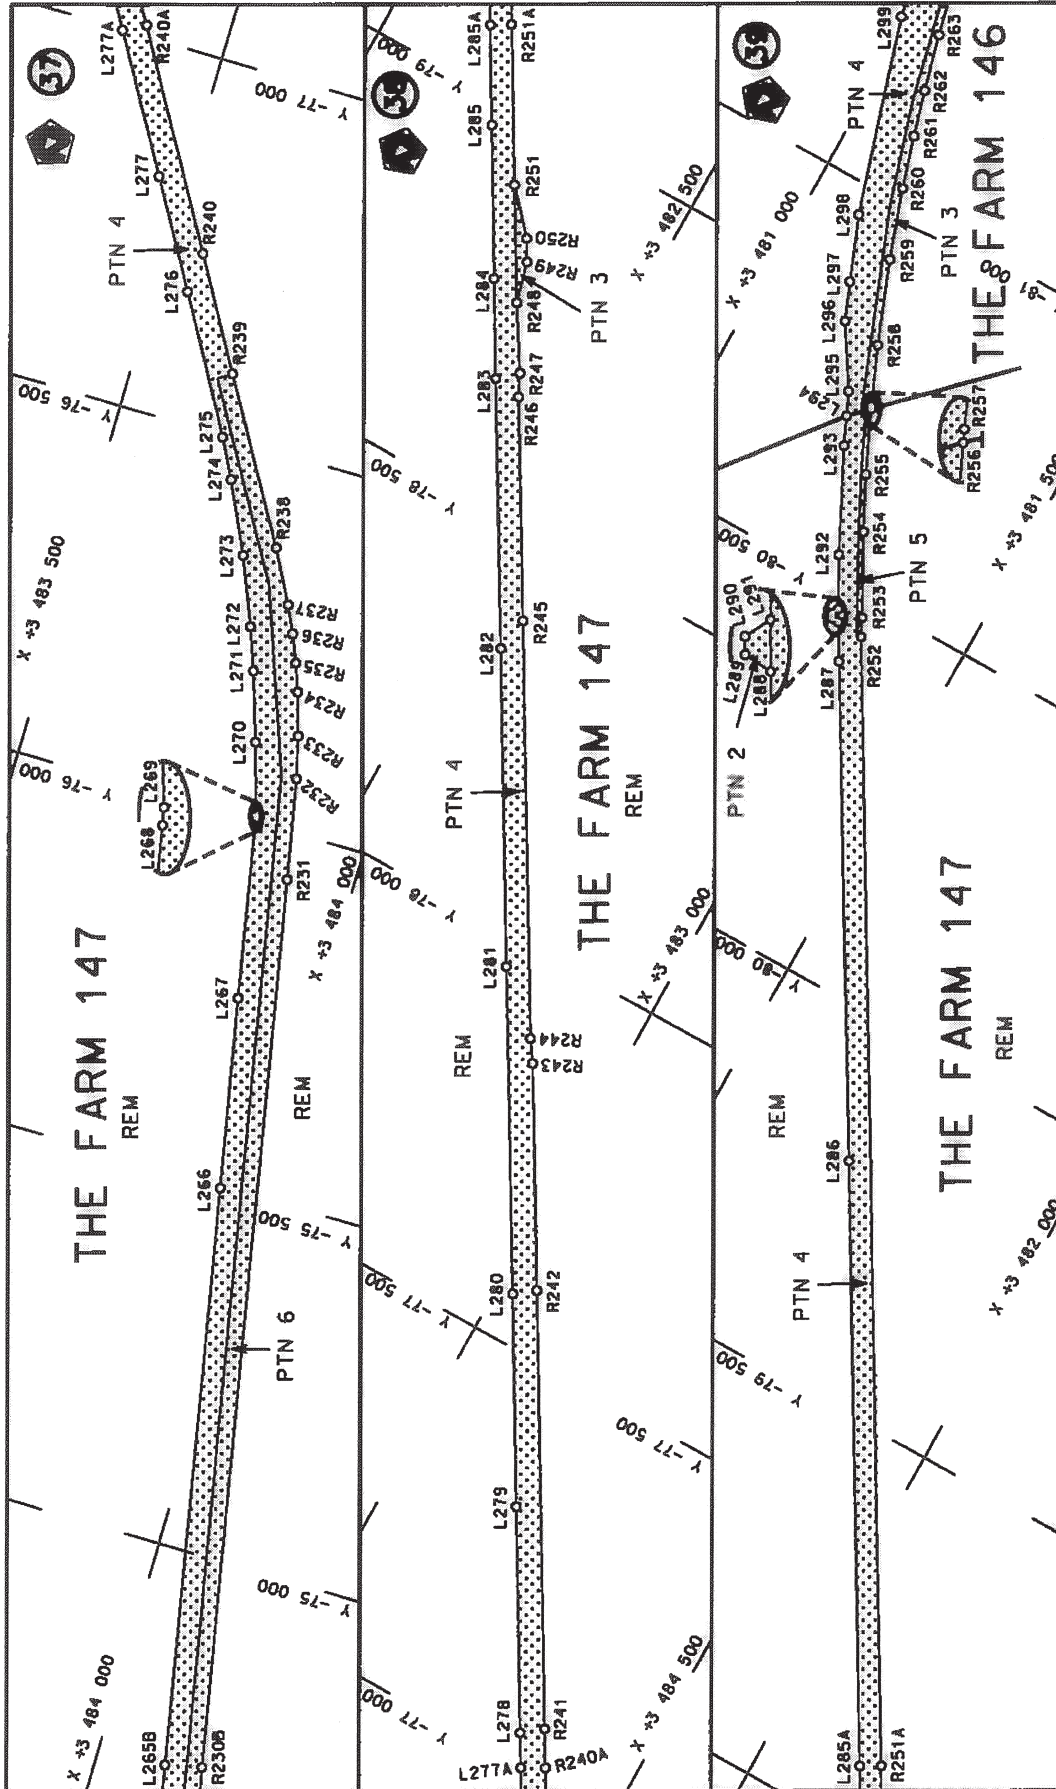 37
L277A
R240A
Y -77 000
L277
R240
PTN 4
L276
R239
Y -76 500
L275
L274
R238
L273
X +3 483 500
L272
R237
R236
L271
R235
R234
L270
R233
R232
Y -76 000
L269
L268
R231
X +3 484 000
THE FARM 147
REM
L267
REM
L266
Y -75 500
PTN 6
Y -75 000
X +3 484 000
L265B
R230B
38
L285A
R251A
Y -79 000
L285
R251
R250
R249
L284
R248
PTN 3
X +3 482 500
L283
R247
R246
Y -78 500
L282
R245
THE FARM 147
REM
PTN 4
Y -78 000
L281
X +3 483 000
REM
R244
R243
L280
R242
Y -77 500
L279
Y -77 500
Y -77 000
L278
R241
L277A
R240A
X +3 484 500
39
L299
R263
PTN 4
R262
R261
R260
L298
X +3 481 000
R259
PTN 3
THE FARM 146
L297
L296
R258
L295
L294
L293
R257
R256
R255
X +3 481 500
R254
L292
Y -80 500
PTN 5
L291
L290
L289
L288
R253
R252
L287
PTN 2
Y -80 000
THE FARM 147
REM
REM
L286
PTN 4
X +3 482 000
Y -79 500
L285A
R251A